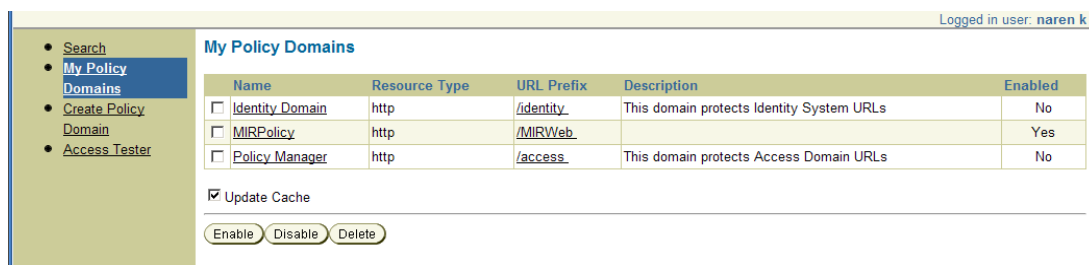 Logged in user: naren k
Search
My Policy
Domains
Create Policy
Domain
Access Tester
My Policy Domains
Name Resource Type URL Prefix Description Enabled
Identity Domain http /identity This domain protects Identity System URLs No
MIRPolicy http /MIRWeb Yes
Policy Manager http /access This domain protects Access Domain URLs No
Update Cache
Enable Disable Delete